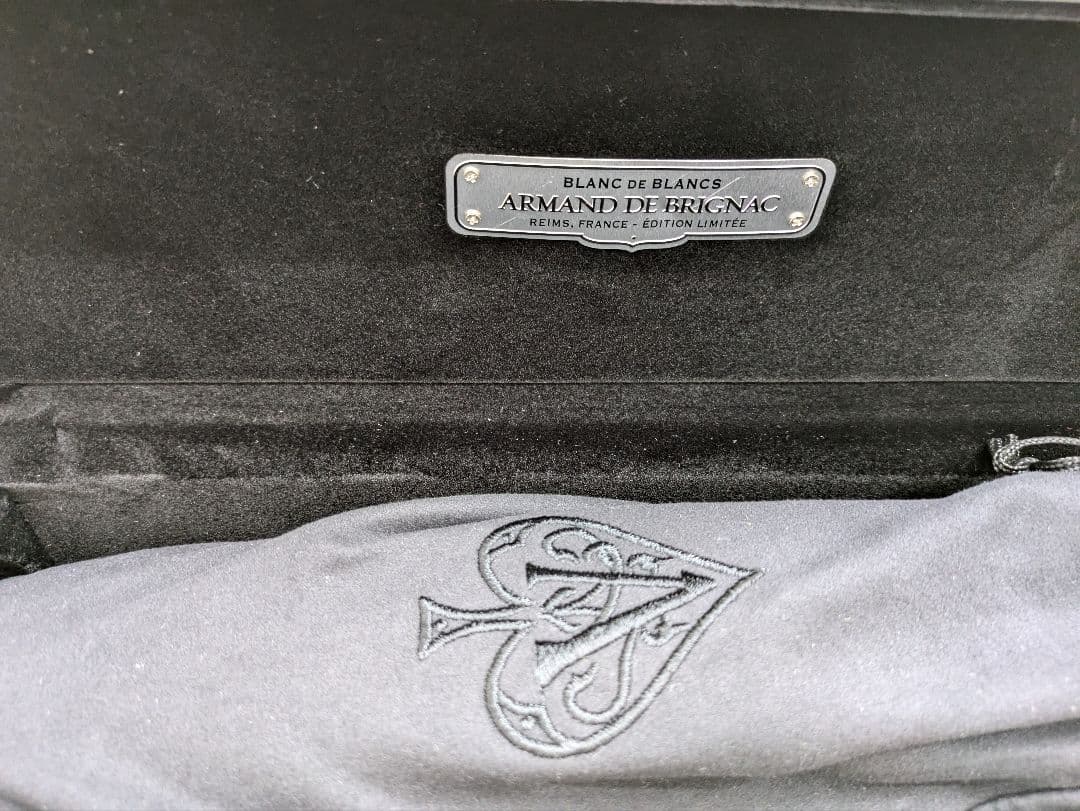 BLANC DE BLANCS
ARMAND DE BRIGNAC
REIMS, FRANCE - ÉDITION LIMITÉE